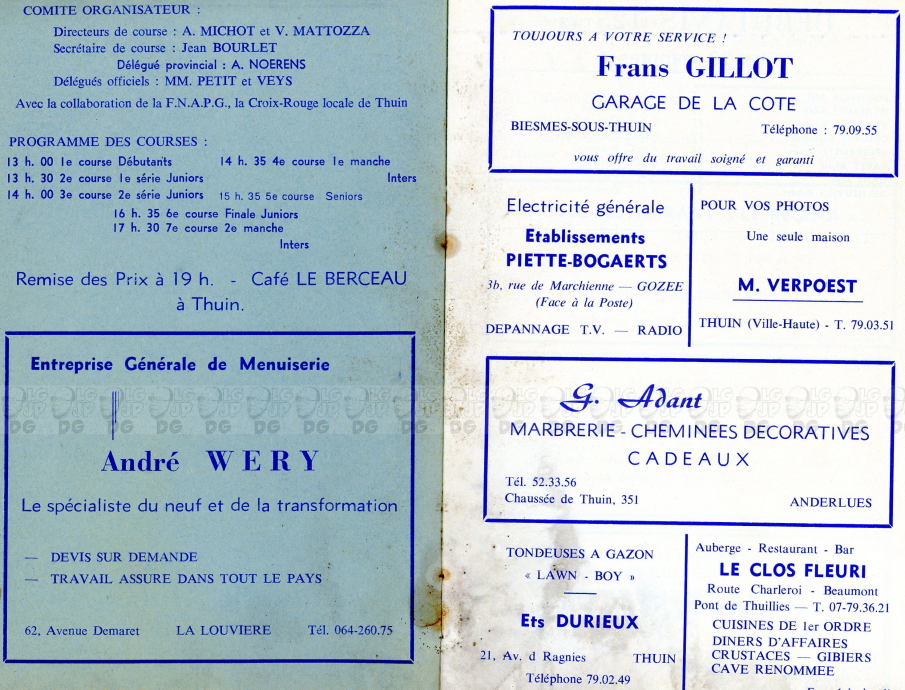 COMITE ORGANISATEUR :
Directeurs de course : A. MICHOT et V. MATTOZZA
Secrétaire de course : Jean BOURLET
Délégué provincial : A. NOERENS
Délégués officiels : MM. PETIT et VEYS
Avec la collaboration de la F.N.A.P.G., la Croix-Rouge locale de Thuin
PROGRAMME DES COURSES :
13 h. 00 1e course Débutants
13 h. 30 2e course 1e série Juniors
14 h. 00 3e course 2e série Juniors
14 h. 35 4e course 1e manche
Inters
15 h. 35 5e course Seniors
16 h. 35 6e course Finale Juniors
17 h. 30 7e course 2e manche
Inters
Remise des Prix à 19 h. - Café LE BERCEAU
à Thuin.
Entreprise Générale de Menuiserie
André WERY
Le spécialiste du neuf et de la transformation
— DEVIS SUR DEMANDE
— TRAVAIL ASSURE DANS TOUT LE PAYS
62, Avenue Demaret LA LOUVIERE Tél. 064-260.75
TOUJOURS A VOTRE SERVICE !
Frans GILLOT
GARAGE DE LA COTE
BIESMES-SOUS-THUIN Téléphone : 79.09.55
vous offre du travail soigné et garanti
Electricité générale
Etablissements
PIETTE-BOGAERTS
3b, rue de Marchienne — GOZEE
(Face à la Poste)
DEPANNAGE T.V. — RADIO
POUR VOS PHOTOS
Une seule maison
M. VERPOEST
THUIN (Ville-Haute) - T. 79.03.51
G. Adant
MARBRERIE - CHEMINEES DECORATIVES
CADEAUX
Tél. 52.33.56
Chaussée de Thuin, 351 ANDERLUES
TONDEUSES A GAZON
« LAWN - BOY »
Ets DURIEUX
21, Av. d Ragnies THUIN
Téléphone 79.02.49
Auberge - Restaurant - Bar
LE CLOS FLEURI
Route Charleroi - Beaumont
Pont de Thuillies — T. 07-79.36.21
CUISINES DE 1er ORDRE
DINERS D'AFFAIRES
CRUSTACES — GIBIERS
CAVE RENOMMEE